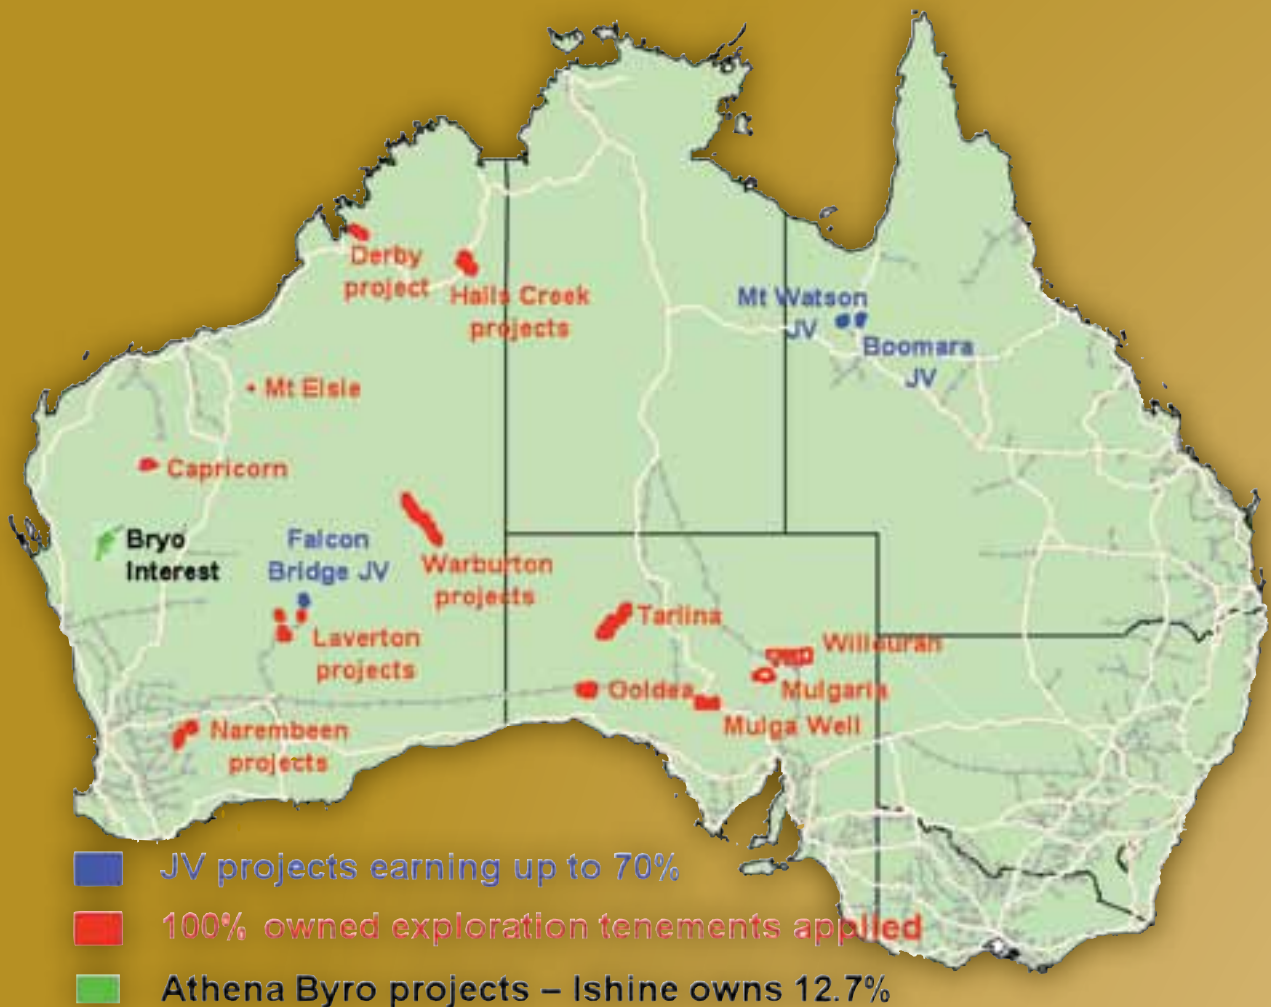 Derby
project
Halls Creek
projects
Mt Watson
JV
Boomara
JV
Mt Elsie
Capricorn
Bryo
Interest
Falcon
Bridge JV
Warburton
projects
Laverton
projects
Tarlina
Willouran
Mulgaria
Ooldea
Mulga Well
Narembeen
projects
JV projects earning up to 70%
100% owned exploration tenements applied
Athena Byro projects – Ishine owns 12.7%